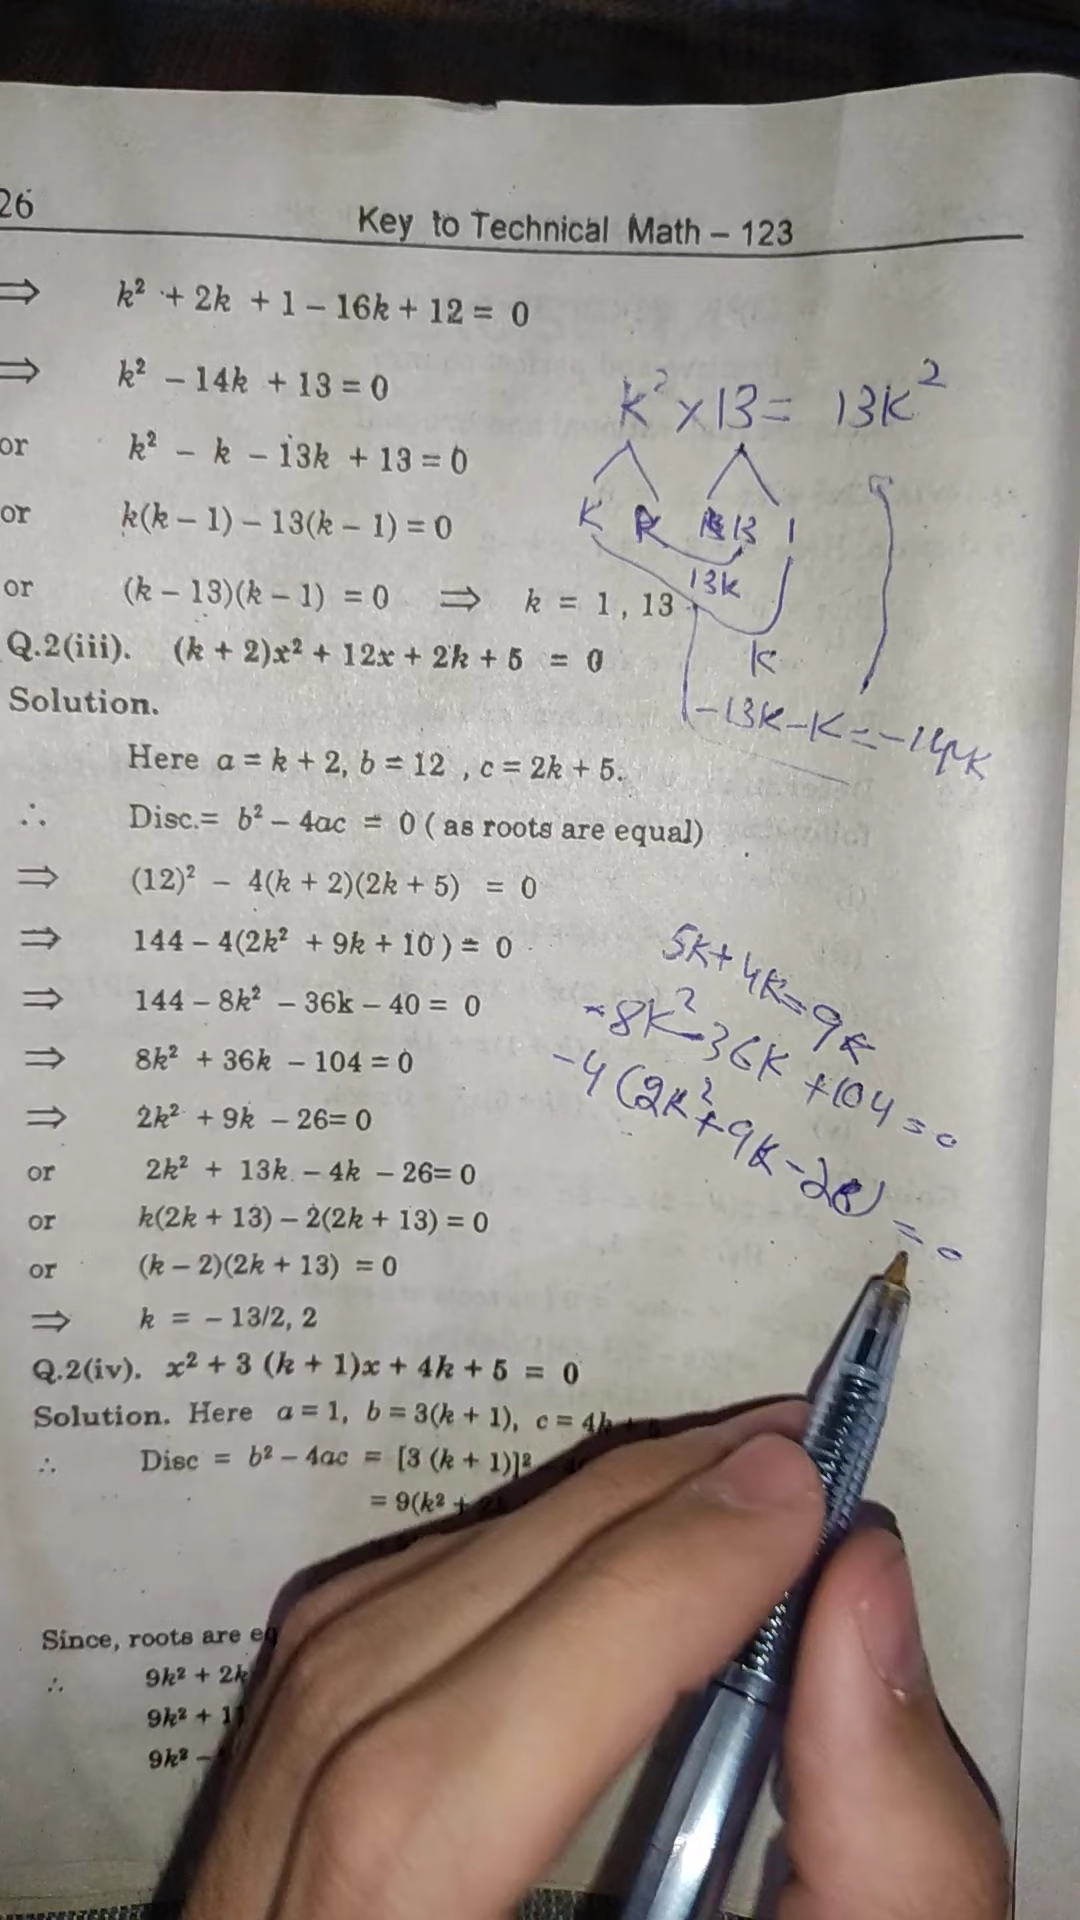 26
Key to Technical Math – 123
⇒ k² + 2k + 1 – 16k + 12 = 0
⇒ k² – 14k + 13 = 0
or k² – k – 13k + 13 = 0
or k(k – 1) – 13(k – 1) = 0
or (k – 13)(k – 1) = 0 ⇒ k = 1, 13
k² × 13 = 13k²
K K 13 1
13k
k
-13K-K=-14K
Q.2(iii). (k + 2)x² + 12x + 2k + 5 = 0
Solution.
Here a = k + 2, b = 12 , c = 2k + 5.
∴ Disc.= b² – 4ac = 0 ( as roots are equal)
⇒ (12)² – 4(k + 2)(2k + 5) = 0
⇒ 144 – 4(2k² + 9k + 10 ) = 0
⇒ 144 – 8k² – 36k – 40 = 0
⇒ 8k² + 36k – 104 = 0
⇒ 2k² + 9k – 26= 0
or 2k² + 13k – 4k – 26= 0
or k(2k + 13) – 2(2k + 13) = 0
or (k – 2)(2k + 13) = 0
⇒ k = – 13/2, 2
5K+4K=9K
-8K²-36K+104=0
-4(2K²+9K-26)=0
Q.2(iv). x² + 3 (k + 1)x + 4k + 5 = 0
Solution. Here a = 1, b = 3(k + 1), c = 4k + 5
∴ Disc = b² – 4ac = [3 (k + 1)]²
= 9(k² + 2
Since, roots are eq
∴ 9k² + 2k
9k² + 1
9k² –